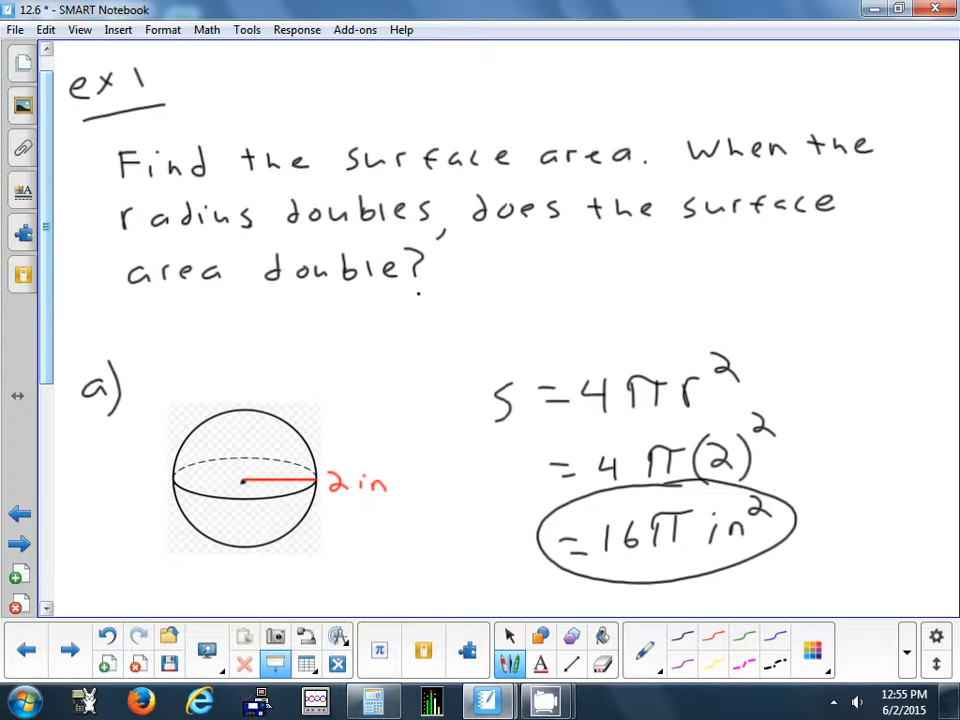 12.6 * - SMART Notebook
File Edit View Insert Format Math Tools Response Add-ons Help
ex 1
Find the surface area. When the
radius doubles, does the surface
area double?
a)
2 in
S = 4πr²
= 4π(2)²
= 16π in²
12:55 PM
6/2/2015